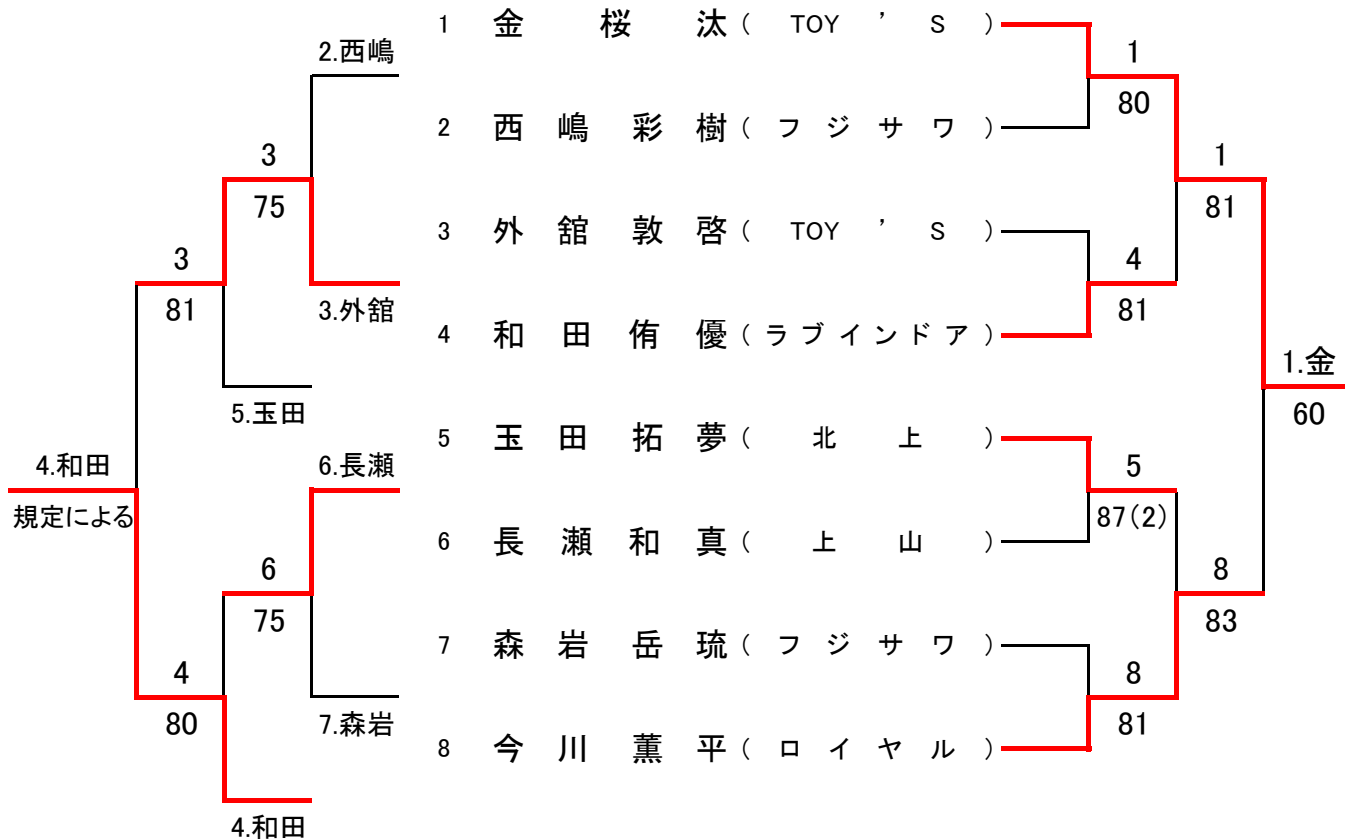 1 金 桜 汰 ( TOY ' S )
2 西 嶋 彩 樹 ( フ ジ サ ワ )
3 外 舘 敦 啓 ( TOY ' S )
4 和 田 侑 優 ( ラ ブ イ ン ド ア )
5 玉 田 拓 夢 ( 北 上 )
6 長 瀬 和 真 ( 上 山 )
7 森 岩 岳 琉 ( フ ジ サ ワ )
8 今 川 薫 平 ( ロ イ ヤ ル )
2.西嶋
3
75
3.外舘
3
81
5.玉田
4.和田
規定による
6.長瀬
6
75
7.森岩
4
80
4.和田
1
80
4
81
1
81
5
87(2)
8
81
8
83
1.金
60